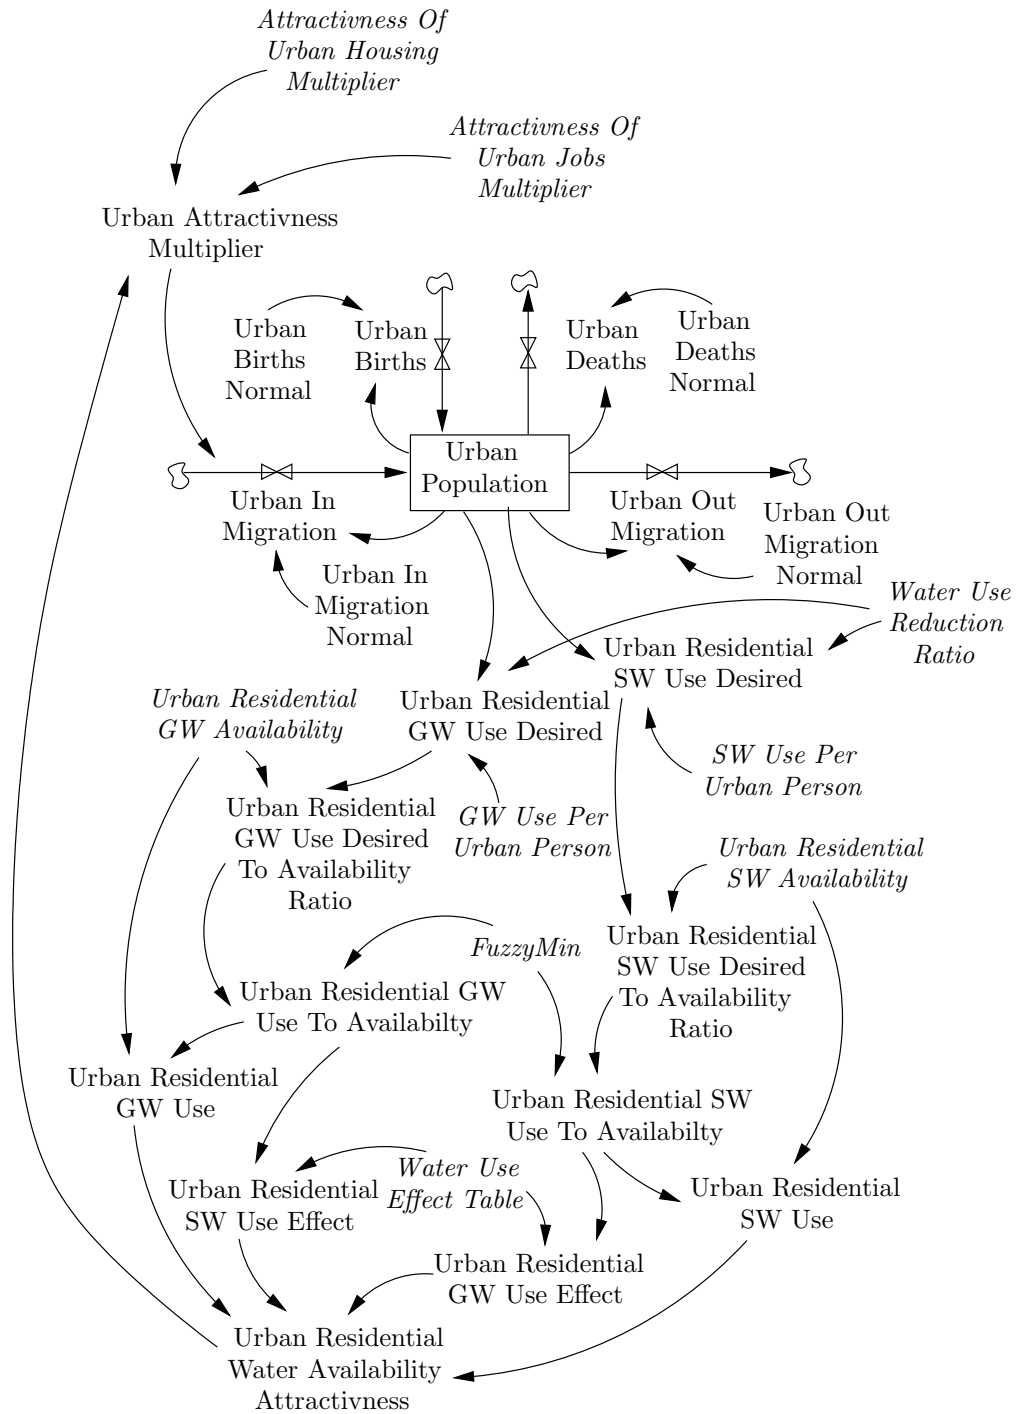 Attractivness Of
Urban Housing
Multiplier
Attractivness Of
Urban Jobs
Multiplier
Urban Attractivness
Multiplier
Urban
Births
Normal
Urban
Births
Urban
Deaths
Urban
Deaths
Normal
Urban
Population
Urban In
Migration
Urban Out
Migration
Urban Out
Migration
Normal
Urban In
Migration
Normal
Water Use
Reduction
Ratio
Urban Residential
SW Use Desired
Urban Residential
GW Availability
Urban Residential
GW Use Desired
SW Use Per
Urban Person
Urban Residential
GW Use Desired
To Availability
Ratio
GW Use Per
Urban Person
Urban Residential
SW Availability
FuzzyMin
Urban Residential
SW Use Desired
To Availability
Ratio
Urban Residential GW
Use To Availabilty
Urban Residential
GW Use
Urban Residential SW
Use To Availabilty
Water Use
Effect Table
Urban Residential
SW Use Effect
Urban Residential
SW Use
Urban Residential
GW Use Effect
Urban Residential
Water Availability
Attractivness